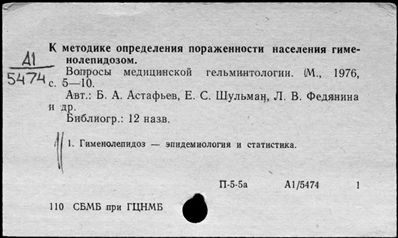 Д1
5474
К методике определения пораженности населения гиме-
нолепидозом.
Вопросы медицинской гельминтологии. М., 1976,
с. 5—10.
Авт.: Б. А. Астафьев, Е. С. Шульман, Л. В. Федянина
и др.
Библиогр.: 12 назв.
1. Гименолепидоз — эпидемиология и статистика.
П-5-5а А1/5474 1
110 СБМБ при ГЦНМБ